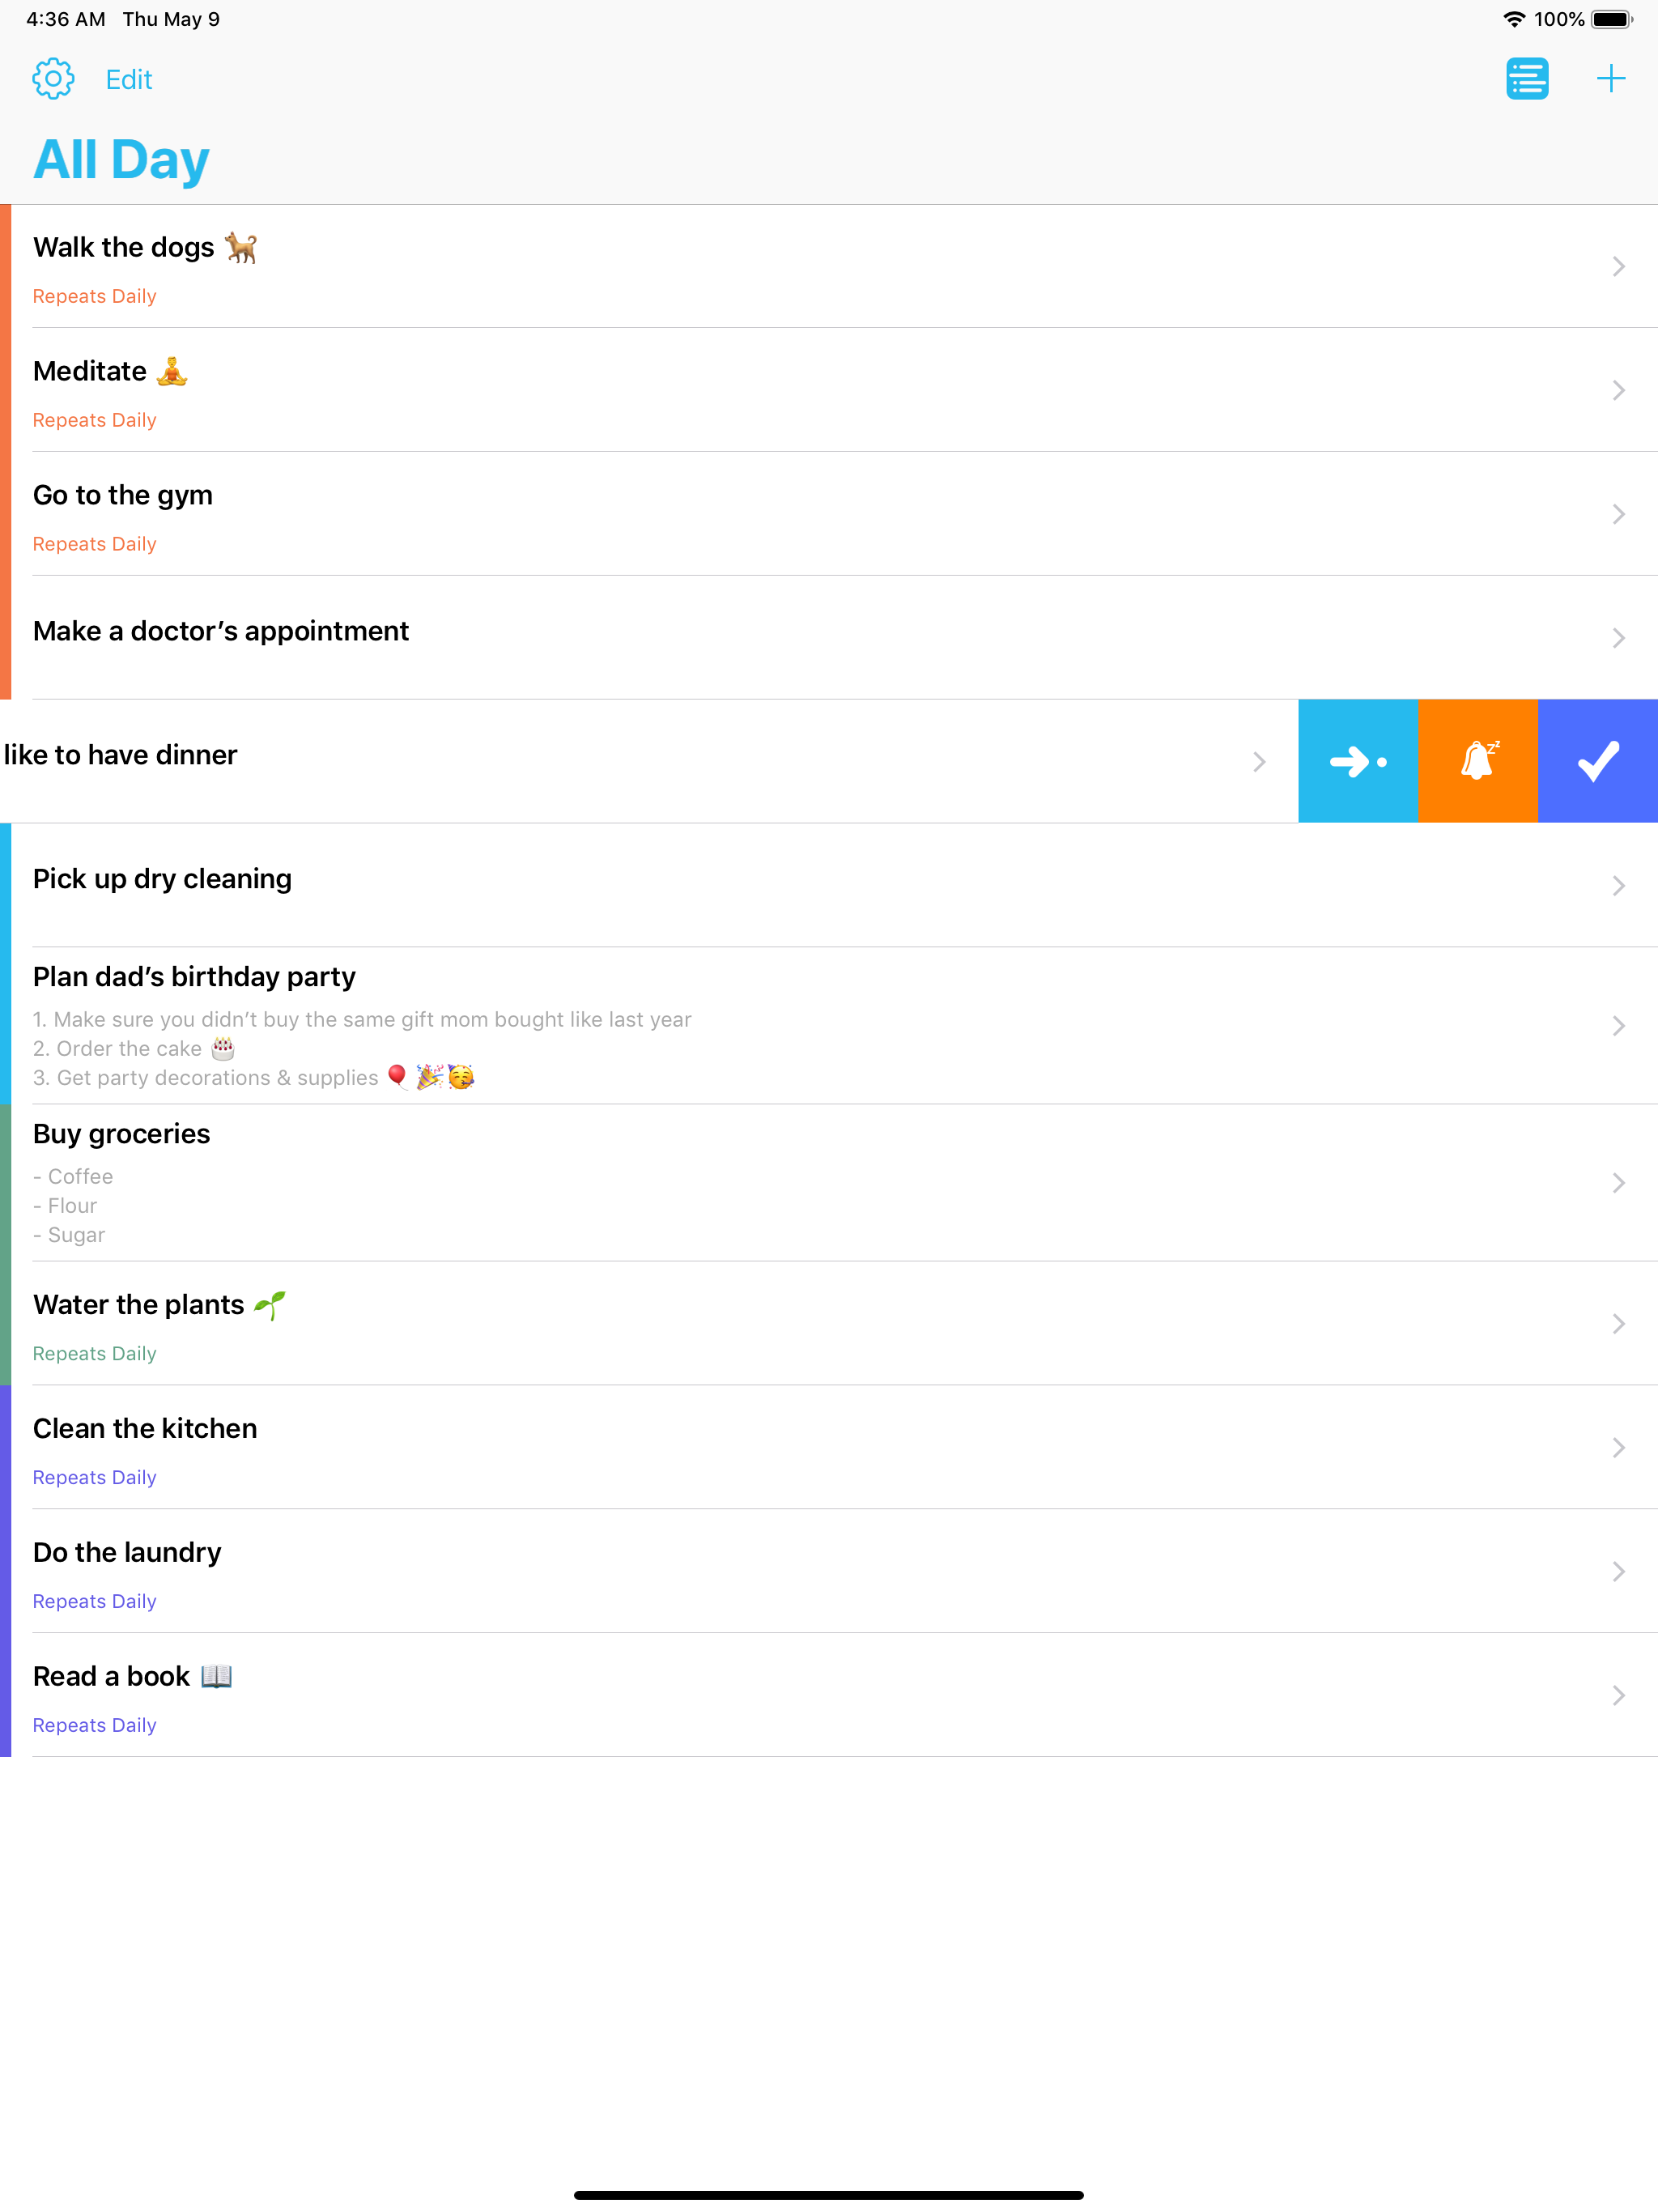 4:36 AM Thu May 9
100%
Edit
All Day
Walk the dogs 🐕
Repeats Daily
Meditate 🧘
Repeats Daily
Go to the gym
Repeats Daily
Make a doctor’s appointment
like to have dinner
Pick up dry cleaning
Plan dad’s birthday party
1. Make sure you didn’t buy the same gift mom bought like last year
2. Order the cake 🎂
3. Get party decorations & supplies 🎈🎉🥳
Buy groceries
- Coffee
- Flour
- Sugar
Water the plants 🌱
Repeats Daily
Clean the kitchen
Repeats Daily
Do the laundry
Repeats Daily
Read a book 📖
Repeats Daily